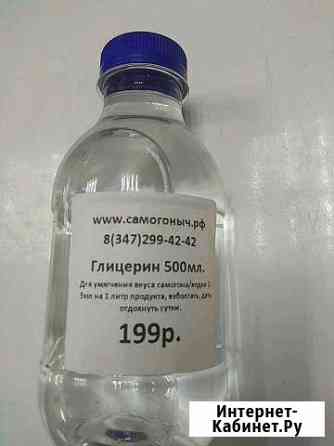 www.самогоныч.рф
8(347)299-42-42
Глицерин 500мл.
Для умягчения вкуса самогона/водки
5мл на 1 литр продукта, взболтать, дать
отдохнуть сутки.
199р.
Интернет-
Кабинет.Ру